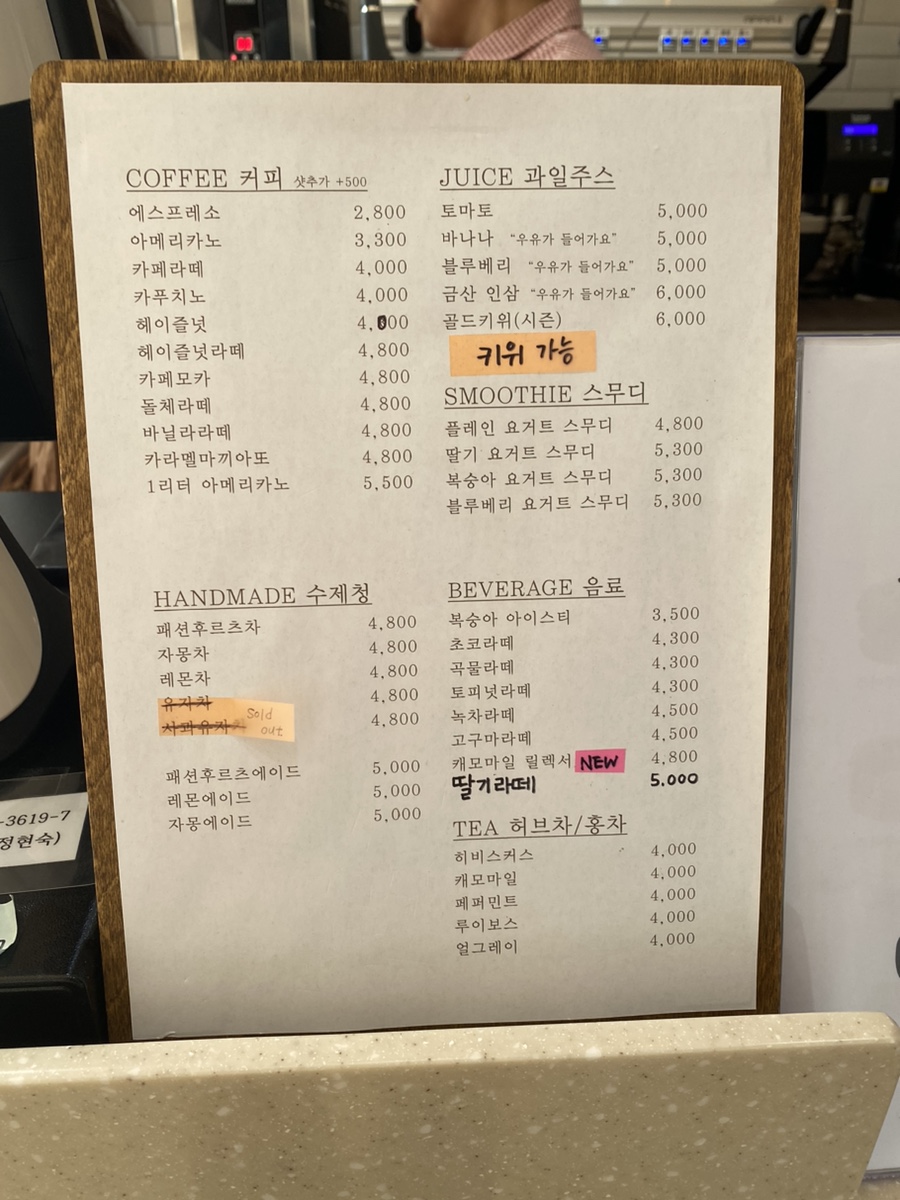 COFFEE 커피 샷추가 +500
에스프레소 2,800
아메리카노 3,300
카페라떼 4,000
카푸치노 4,000
헤이즐넛 4,000
헤이즐넛라떼 4,800
카페모카 4,800
돌체라떼 4,800
바닐라라떼 4,800
카라멜마끼아또 4,800
1리터 아메리카노 5,500
HANDMADE 수제청
패션후르츠차 4,800
자몽차 4,800
레몬차 4,800
유자차 4,800
사과유자차 4,800
Sold out
패션후르츠에이드 5,000
레몬에이드 5,000
자몽에이드 5,000
JUICE 과일주스
토마토 5,000
바나나 "우유가 들어가요" 5,000
블루베리 "우유가 들어가요" 5,000
금산 인삼 "우유가 들어가요" 6,000
골드키위(시즌) 6,000
키위 가능
SMOOTHIE 스무디
플레인 요거트 스무디 4,800
딸기 요거트 스무디 5,300
복숭아 요거트 스무디 5,300
블루베리 요거트 스무디 5,300
BEVERAGE 음료
복숭아 아이스티 3,500
초코라떼 4,300
곡물라떼 4,300
토피넛라떼 4,300
녹차라떼 4,500
고구마라떼 4,500
캐모마일 릴렉서 NEW 4,800
딸기라떼 5.000
TEA 허브차/홍차
히비스커스 4,000
캐모마일 4,000
페퍼민트 4,000
루이보스 4,000
얼그레이 4,000
-3619-7
정현숙)